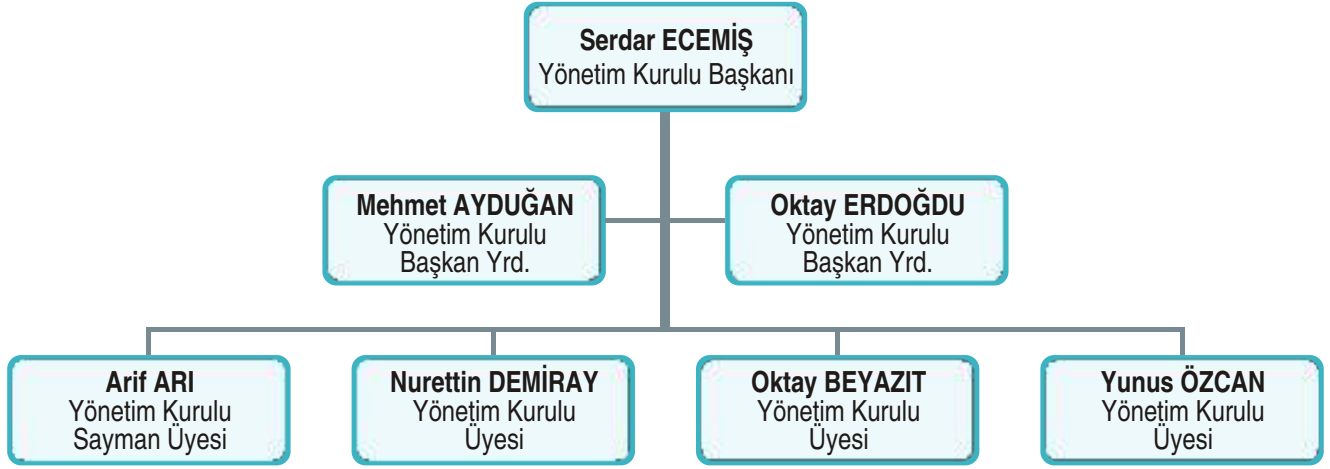 Serdar ECEMİŞ
Yönetim Kurulu Başkanı
Mehmet AYDUĞAN
Yönetim Kurulu
Başkan Yrd.
Oktay ERDOĞDU
Yönetim Kurulu
Başkan Yrd.
Arif ARI
Yönetim Kurulu
Sayman Üyesi
Nurettin DEMİRAY
Yönetim Kurulu
Üyesi
Oktay BEYAZIT
Yönetim Kurulu
Üyesi
Yunus ÖZCAN
Yönetim Kurulu
Üyesi